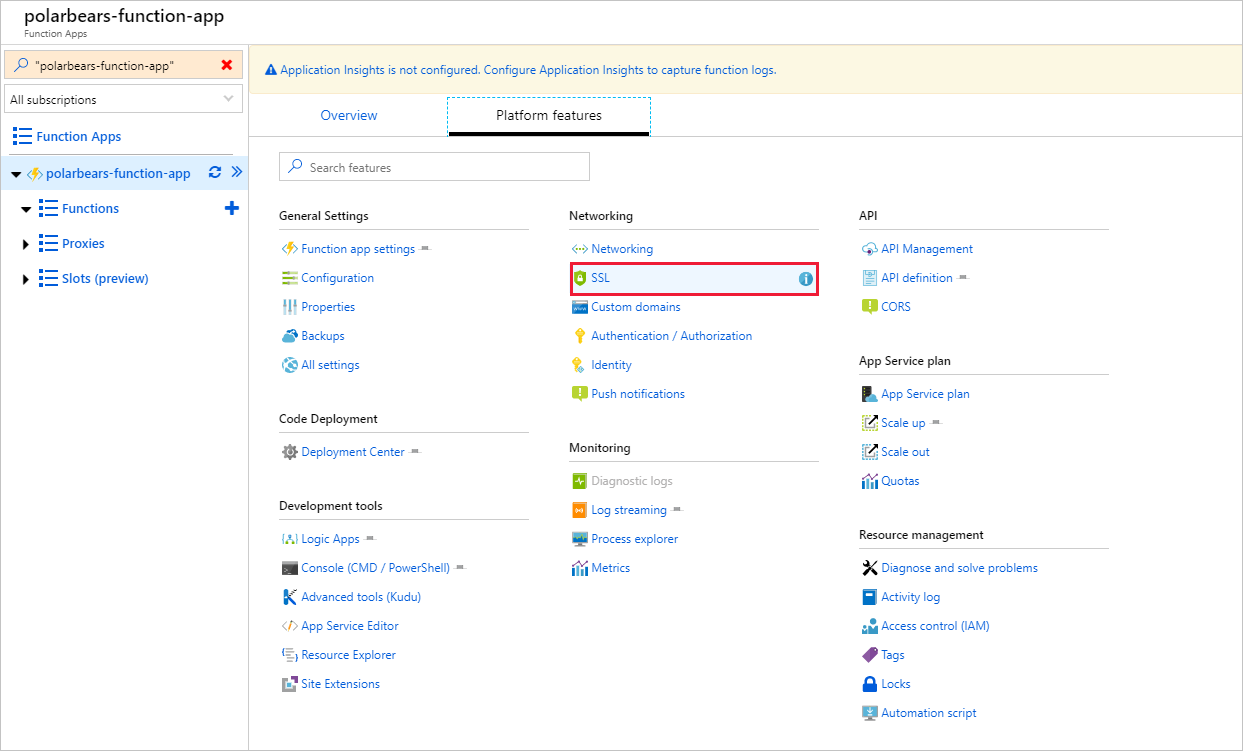 polarbears-function-app
Function Apps
"polarbears-function-app"
All subscriptions
Function Apps
polarbears-function-app
Functions
Proxies
Slots (preview)
Application Insights is not configured. Configure Application Insights to capture function logs.
Overview
Platform features
Search features
General Settings
Function app settings
Configuration
Properties
Backups
All settings
Code Deployment
Deployment Center
Development tools
Logic Apps
Console (CMD / PowerShell)
Advanced tools (Kudu)
App Service Editor
Resource Explorer
Site Extensions
Networking
Networking
SSL
Custom domains
Authentication / Authorization
Identity
Push notifications
Monitoring
Diagnostic logs
Log streaming
Process explorer
Metrics
API
API Management
API definition
CORS
App Service plan
App Service plan
Scale up
Scale out
Quotas
Resource management
Diagnose and solve problems
Activity log
Access control (IAM)
Tags
Locks
Automation script